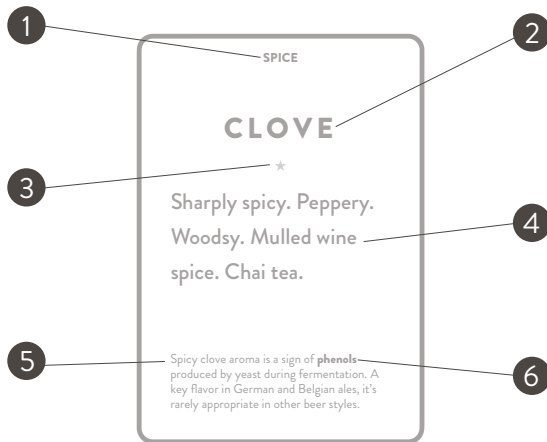 1
2
SPICE
CLOVE
3
Sharply spicy. Peppery.
Woodsy. Mulled wine
4
spice. Chai tea.
5
Spicy clove aroma is a sign of phenols
6
produced by yeast during fermentation. A
key flavor in German and Belgian ales, it's
rarely appropriate in other beer styles.